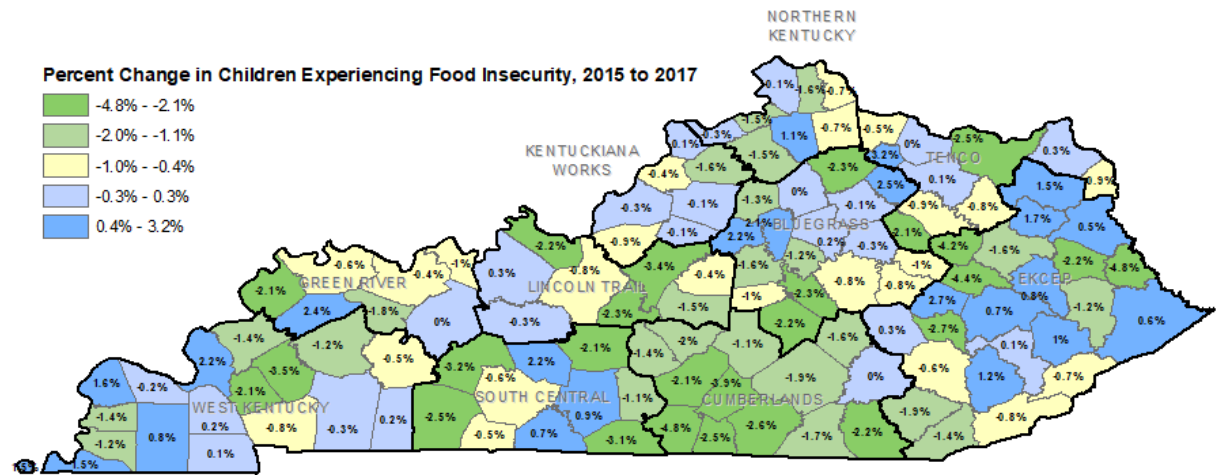 NORTHERN
KENTUCKY
Percent Change in Children Experiencing Food Insecurity, 2015 to 2017
-4.8% - -2.1%
-2.0% - -1.1%
-1.0% - -0.4%
-0.3% - 0.3%
0.4% - 3.2%
0.1% -1.6% -0.7%
-1.5% 1.1% -0.7% -0.5% 0% -2.5% 0.3%
0.1% -0.3% -1.5% 3.2% TENCO
KENTUCKIANA
WORKS
-0.4% -1.6% -2.3% 2.5% 0.1% 1.5% 0.9%
-0.3% -0.1% -1.3% 0% -0.1% -0.9% -0.8% 1.7% 0.5%
-0.9% -0.1% 2.2% 2.1% BLUEGRASS 0.2% -0.3% -2.1%
-2.2% -3.4% -1.6% -1.2% -1% -4.2% -1.6% -2.2% -4.8%
-0.6% -0.4% -1% 0.3% -0.8% -0.4% -0.8% -0.8% -4.4% EKCEP
-2.1% GREEN RIVER LINCOLN TRAIL -1% -2.3% 2.7% 0.8% -1.2%
2.4% -1.8% 0% -0.3% -2.3% -1.5% -2.2% 0.3% 0.7% 0.6%
-1.4% -1.2% -0.5% 2.2% -2.1% -1.4% -2% -1.1% -1.6% -2.7% 0.1% 1%
2.2% -3.5% -3.2% -0.6% -0.6% 1.2% -0.7%
1.6% -0.2% -2.1% -1.1% -2.1% -3.9% -1.9% 0%
WEST KENTUCKY SOUTH CENTRAL CUMBERLANDS
-1.4% 0.2% 0.2% -2.5% 0.9% -1.9% -0.8%
-1.2% 0.8% -0.8% -0.3% -0.5% 0.7% -4.8% -2.6% -2.2% -1.4%
0.1% -3.1% -2.5% -1.7%
1.5%